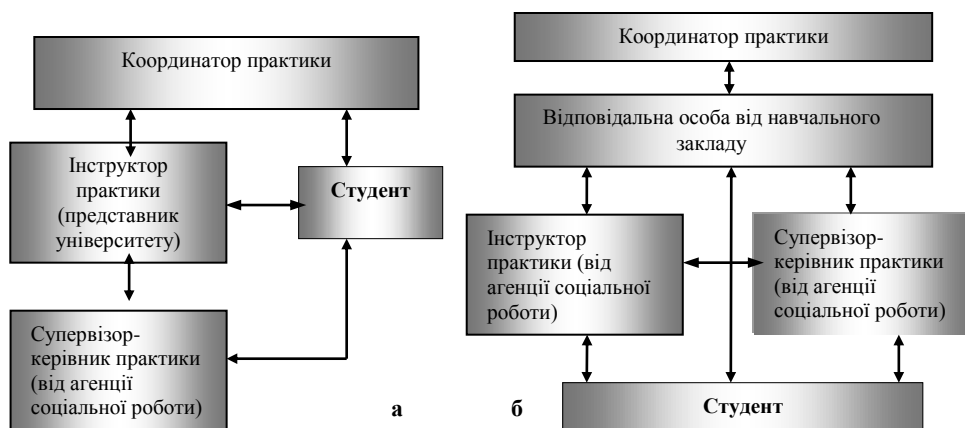 Координатор практики
Інструктор
практики
(представник
університету)
Студент
Супервізор-
керівник практики
(від агенції
соціальної роботи)
а
Координатор практики
Відповідальна особа від навчального
закладу
Інструктор
практики (від
агенції соціальної
роботи)
Супервізор-
керівник практики
(від агенції
соціальної роботи)
Студент
б